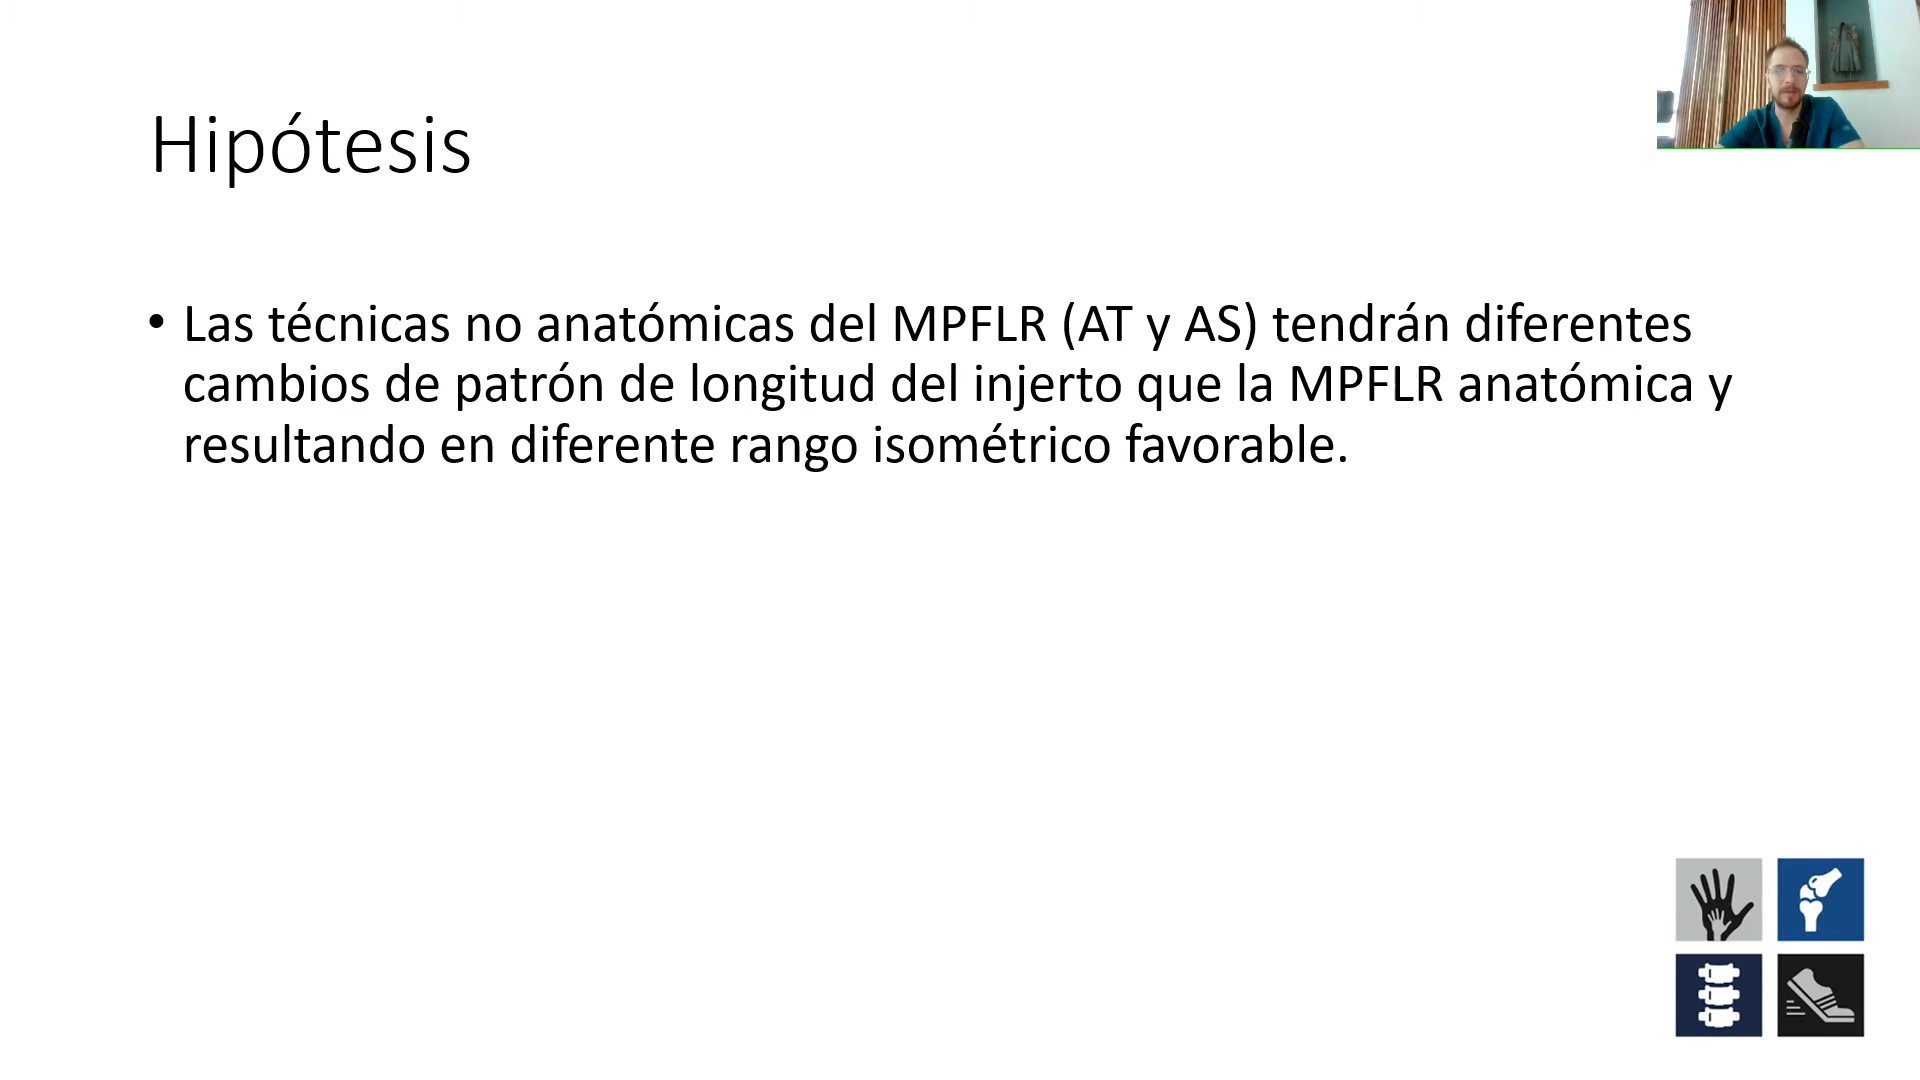 Hipótesis
• Las técnicas no anatómicas del MPFLR (AT y AS) tendrán diferentes
cambios de patrón de longitud del injerto que la MPFLR anatómica y
resultando en diferente rango isométrico favorable.